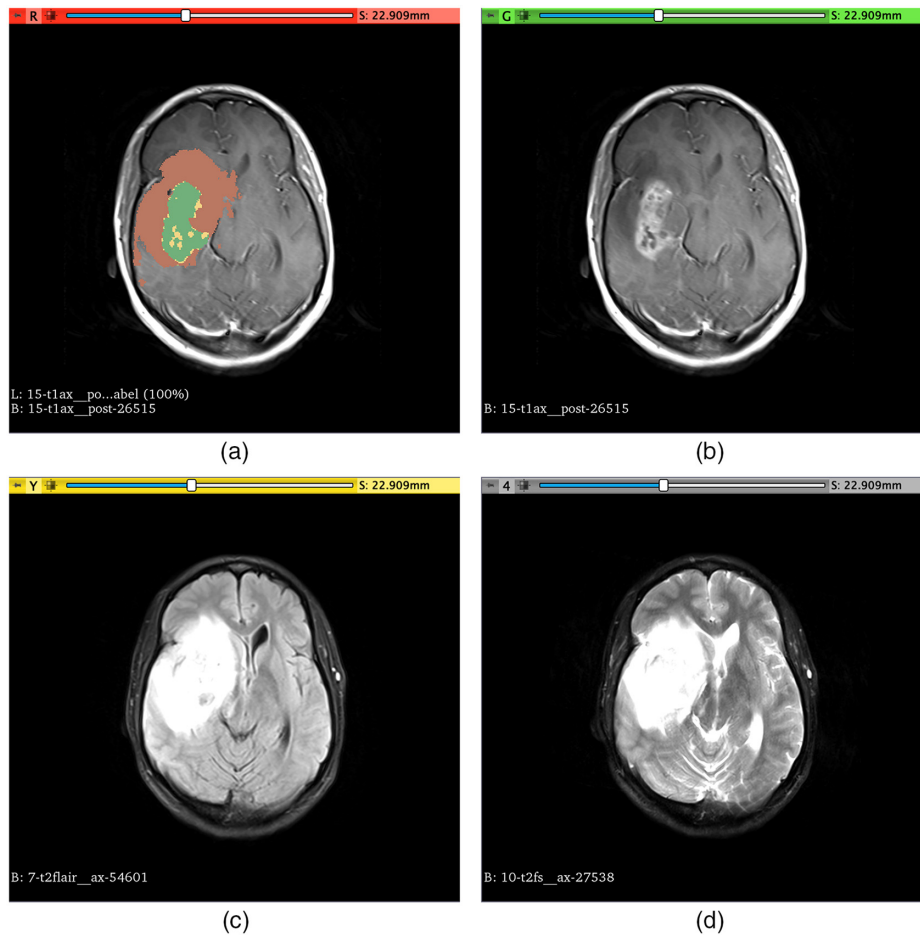 R S: 22.909mm
G S: 22.909mm
L: 15-t1ax__po...abel (100%)
B: 15-t1ax__post-26515
B: 15-t1ax__post-26515
(a)
(b)
Y S: 22.909mm
4 S: 22.909mm
B: 7-t2flair__ax-54601
B: 10-t2fs__ax-27538
(c)
(d)